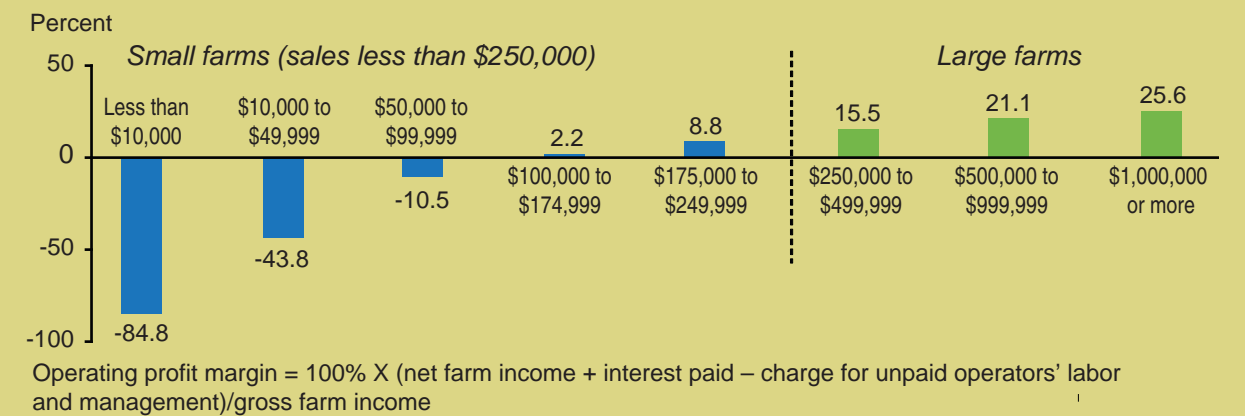 Percent
Small farms (sales less than $250,000)
Large farms
50
0
-50
-100
Less than
$10,000
$10,000 to
$49,999
$50,000 to
$99,999
2.2
8.8
15.5
21.1
25.6
-84.8
-43.8
-10.5
$100,000 to
$174,999
$175,000 to
$249,999
$250,000 to
$499,999
$500,000 to
$999,999
$1,000,000
or more
Operating profit margin = 100% X (net farm income + interest paid – charge for unpaid operators’ labor
and management)/gross farm income